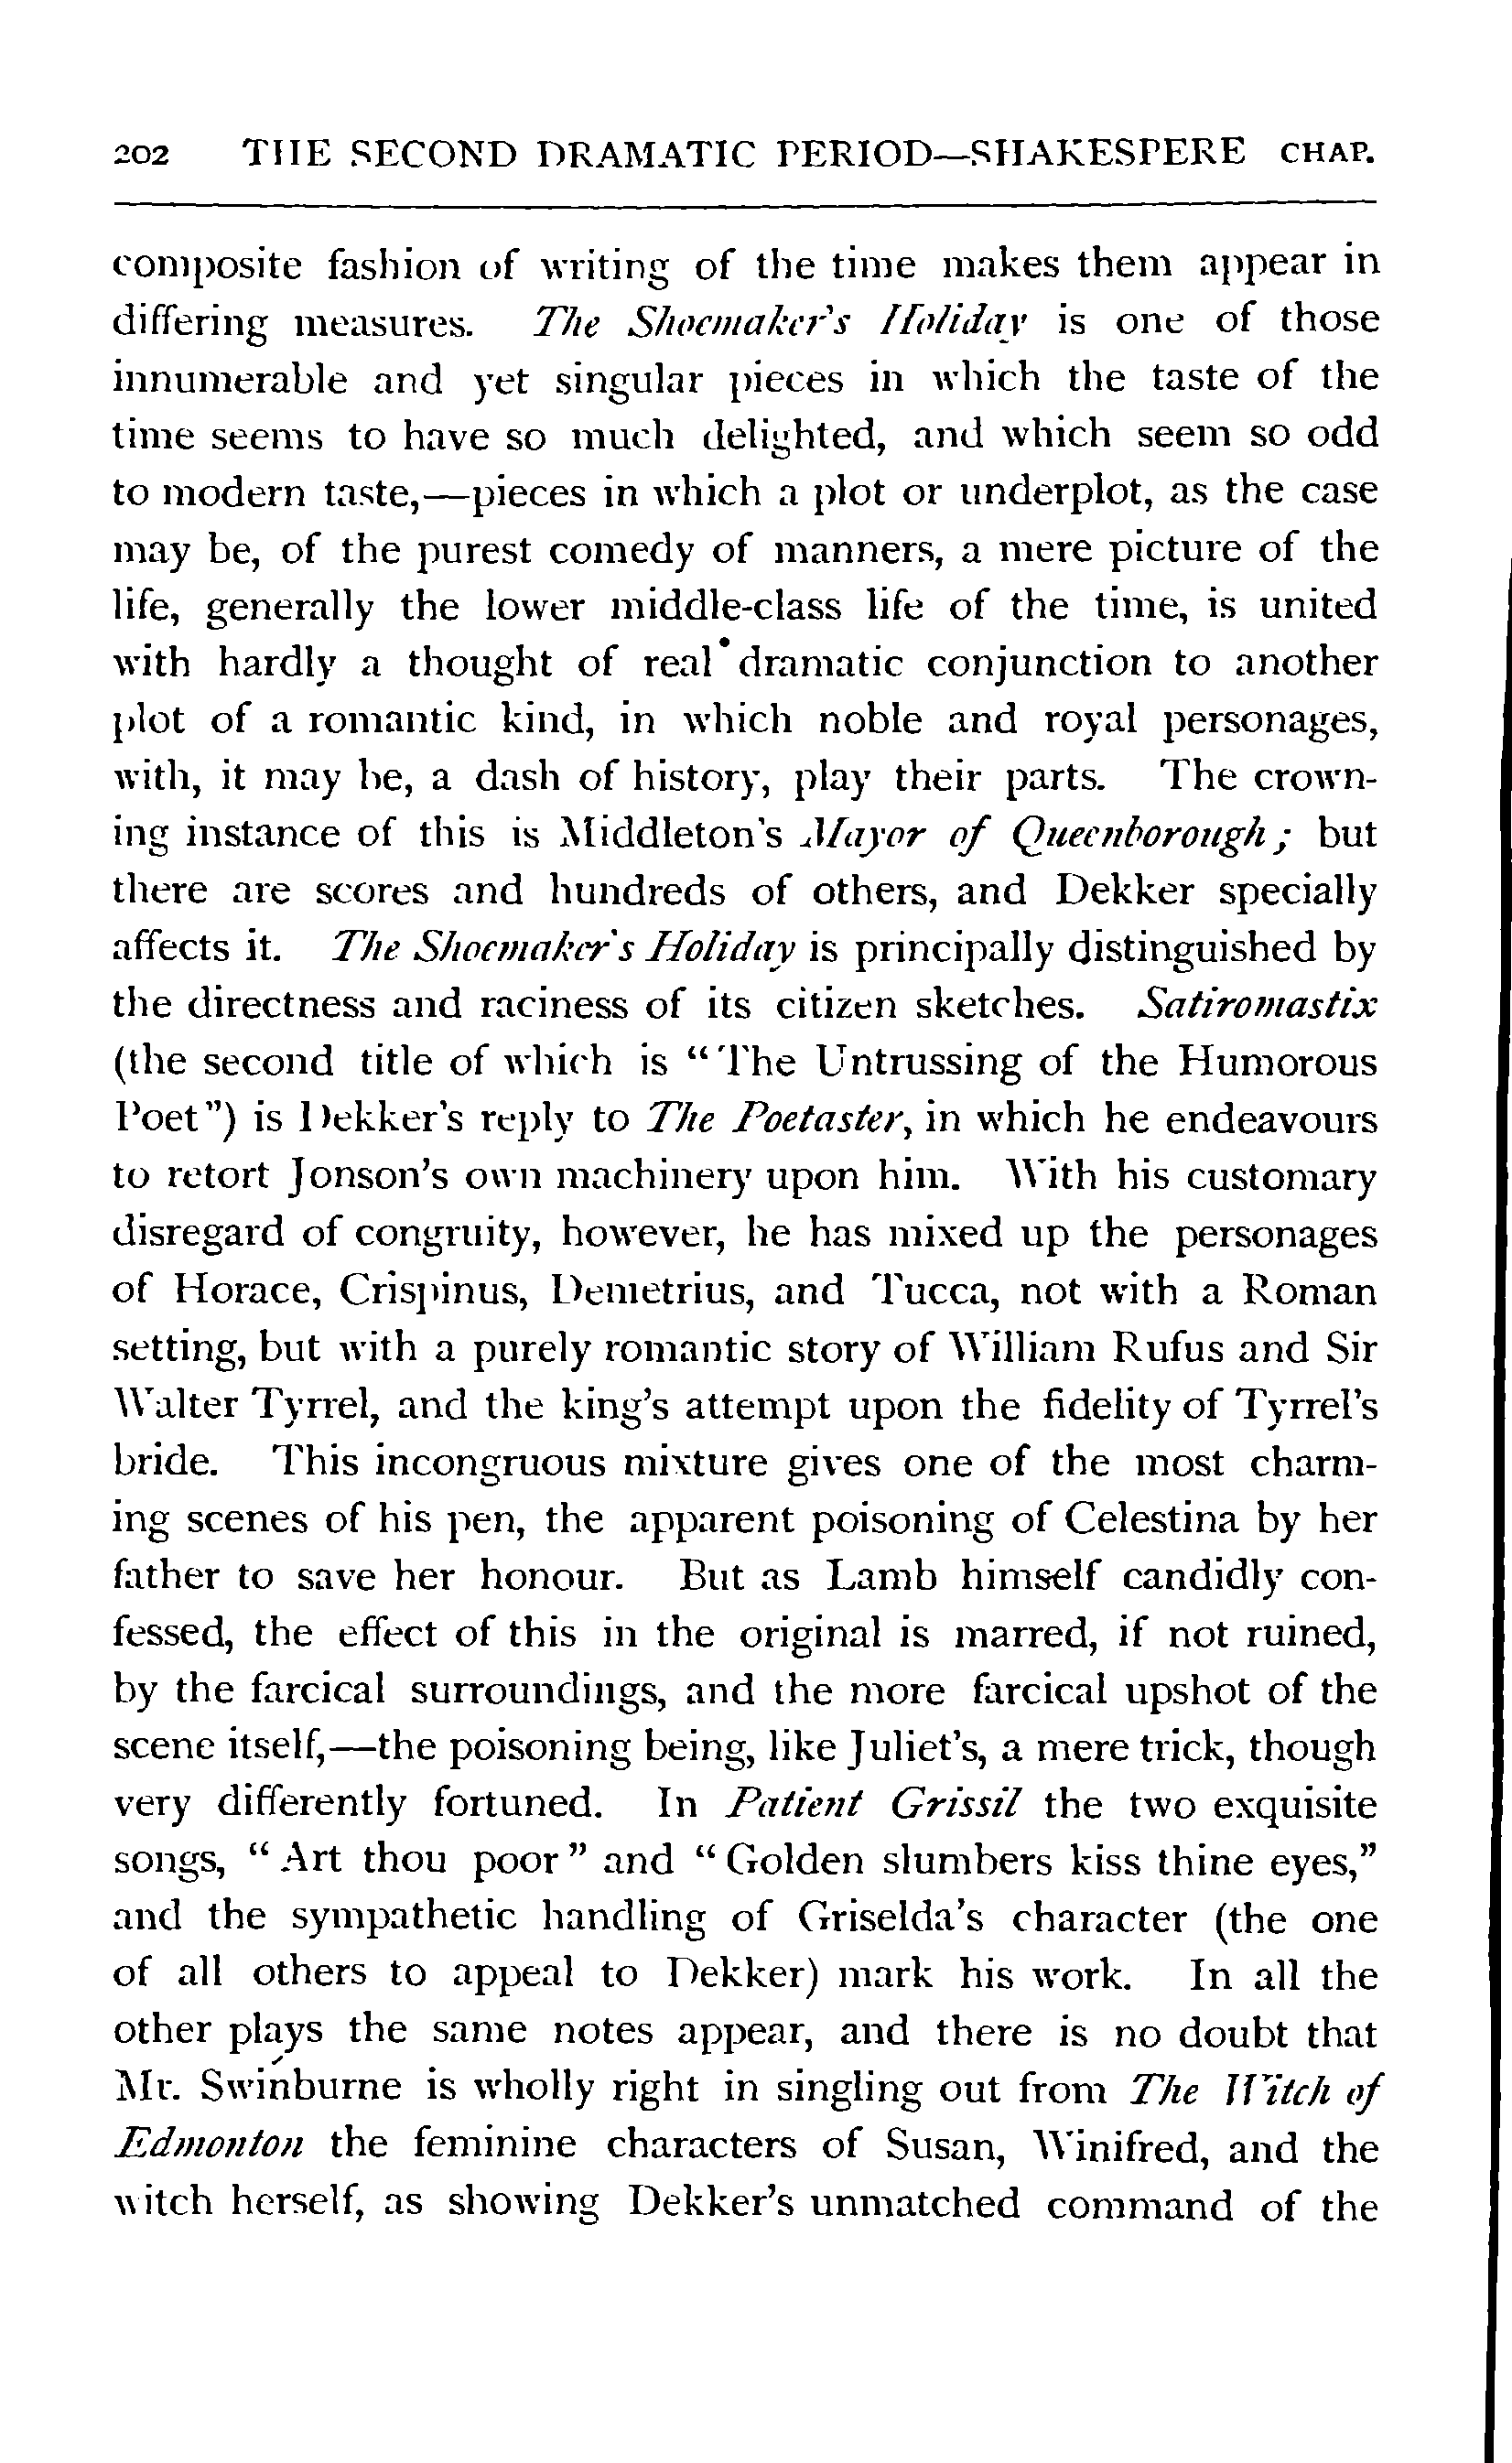 202 THE SECOND DRAMATIC PERIOD—SHAKESPERE CHAP.
composite fashion of writing of the time makes them appear in
differing measures. The Shoemaker's Holiday is one of those
innumerable and yet singular pieces in which the taste of the
time seems to have so much delighted, and which seem so odd
to modern taste,—pieces in which a plot or underplot, as the case
may be, of the purest comedy of manners, a mere picture of the
life, generally the lower middle-class life of the time, is united
with hardly a thought of real dramatic conjunction to another
plot of a romantic kind, in which noble and royal personages,
with, it may be, a dash of history, play their parts. The crown-
ing instance of this is Middleton's Mayor of Queenborough; but
there are scores and hundreds of others, and Dekker specially
affects it. The Shoemaker's Holiday is principally distinguished by
the directness and raciness of its citizen sketches. Satiromastix
(the second title of which is "The Untrussing of the Humorous
Poet") is Dekker's reply to The Poetaster, in which he endeavours
to retort Jonson's own machinery upon him. With his customary
disregard of congruity, however, he has mixed up the personages
of Horace, Crispinus, Demetrius, and Tucca, not with a Roman
setting, but with a purely romantic story of William Rufus and Sir
Walter Tyrrel, and the king's attempt upon the fidelity of Tyrrel's
bride. This incongruous mixture gives one of the most charm-
ing scenes of his pen, the apparent poisoning of Celestina by her
father to save her honour. But as Lamb himself candidly con-
fessed, the effect of this in the original is marred, if not ruined,
by the farcical surroundings, and the more farcical upshot of the
scene itself,—the poisoning being, like Juliet's, a mere trick, though
very differently fortuned. In Patient Grissil the two exquisite
songs, "Art thou poor" and "Golden slumbers kiss thine eyes,"
and the sympathetic handling of Griselda's character (the one
of all others to appeal to Dekker) mark his work. In all the
other plays the same notes appear, and there is no doubt that
Mr. Swinburne is wholly right in singling out from The Witch of
Edmonton the feminine characters of Susan, Winifred, and the
witch herself, as showing Dekker's unmatched command of the